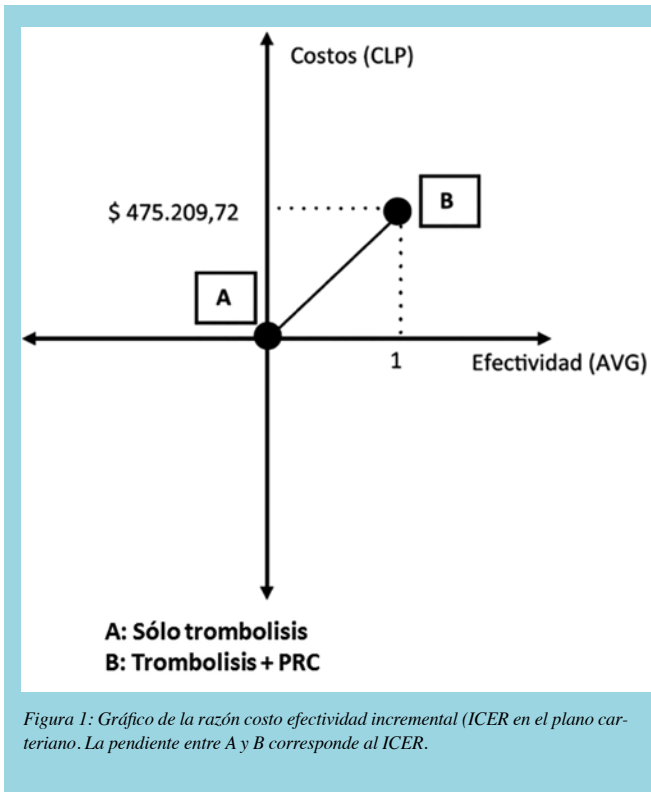 Costos (CLP)
$ 475.209,72
B
A
1
Efectividad (AVG)
A: Sólo trombolisis
B: Trombolisis + PRC
Figura 1: Gráfico de la razón costo efectividad incremental (ICER en el plano car-
teriano. La pendiente entre A y B corresponde al ICER.